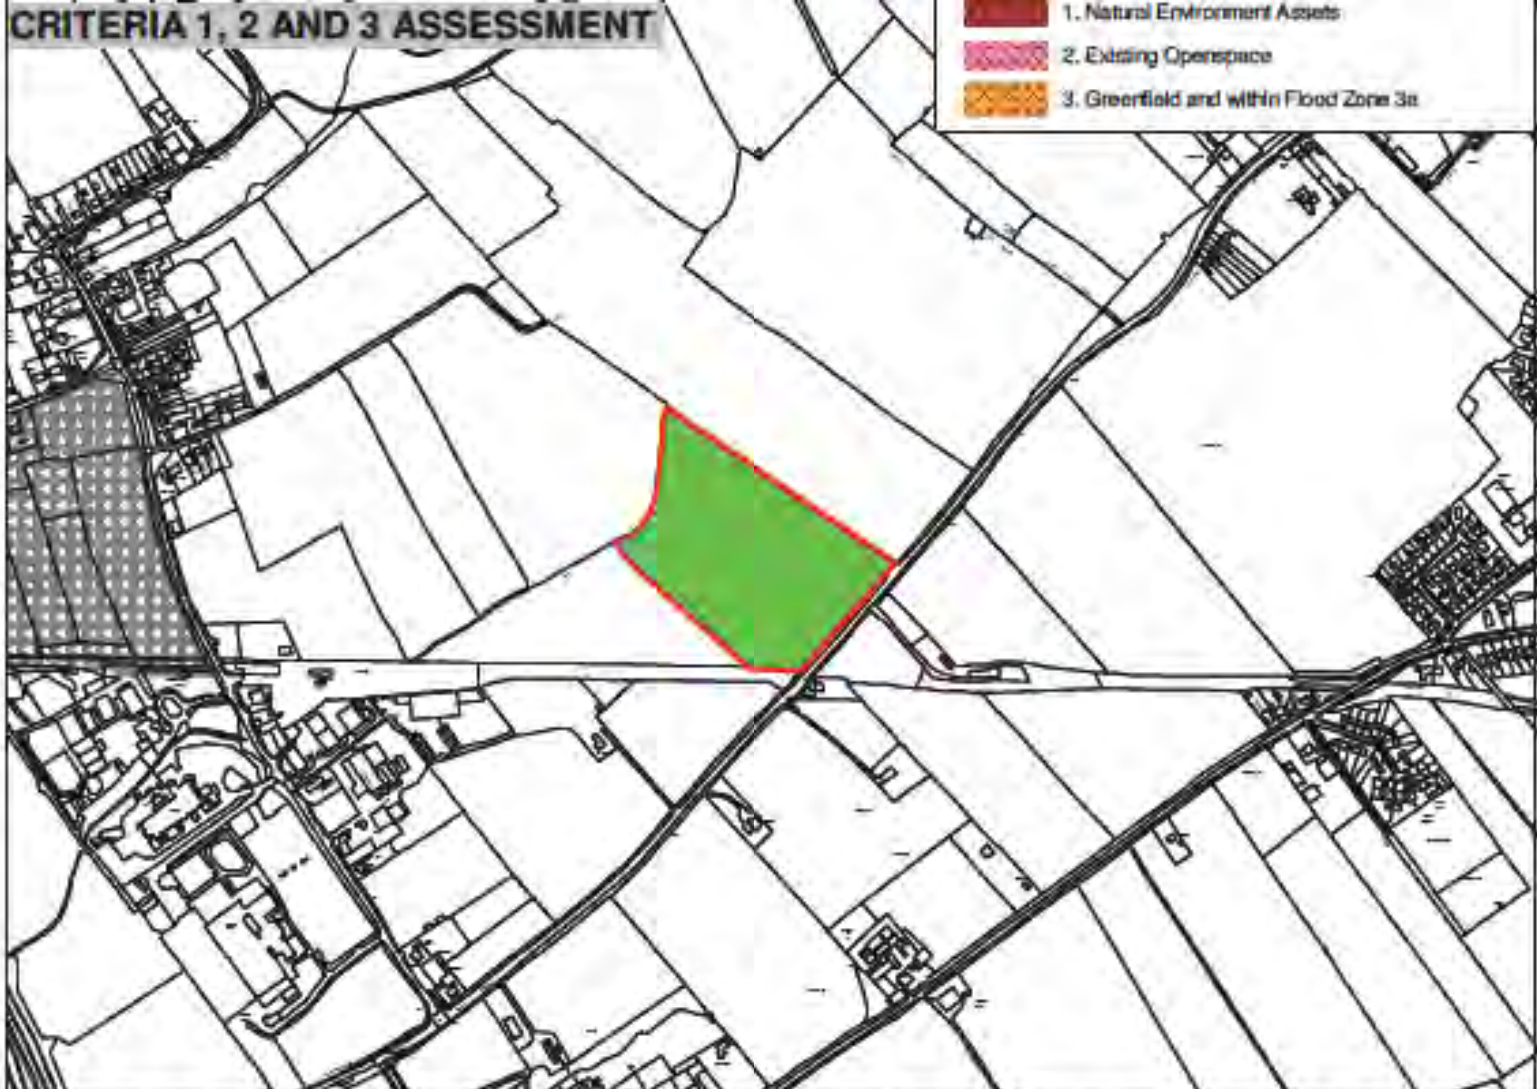 CRITERIA 1, 2 AND 3 ASSESSMENT
1. Natural Environment Assets
2. Existing Openspace
3. Greenfield and within Flood Zone 3a